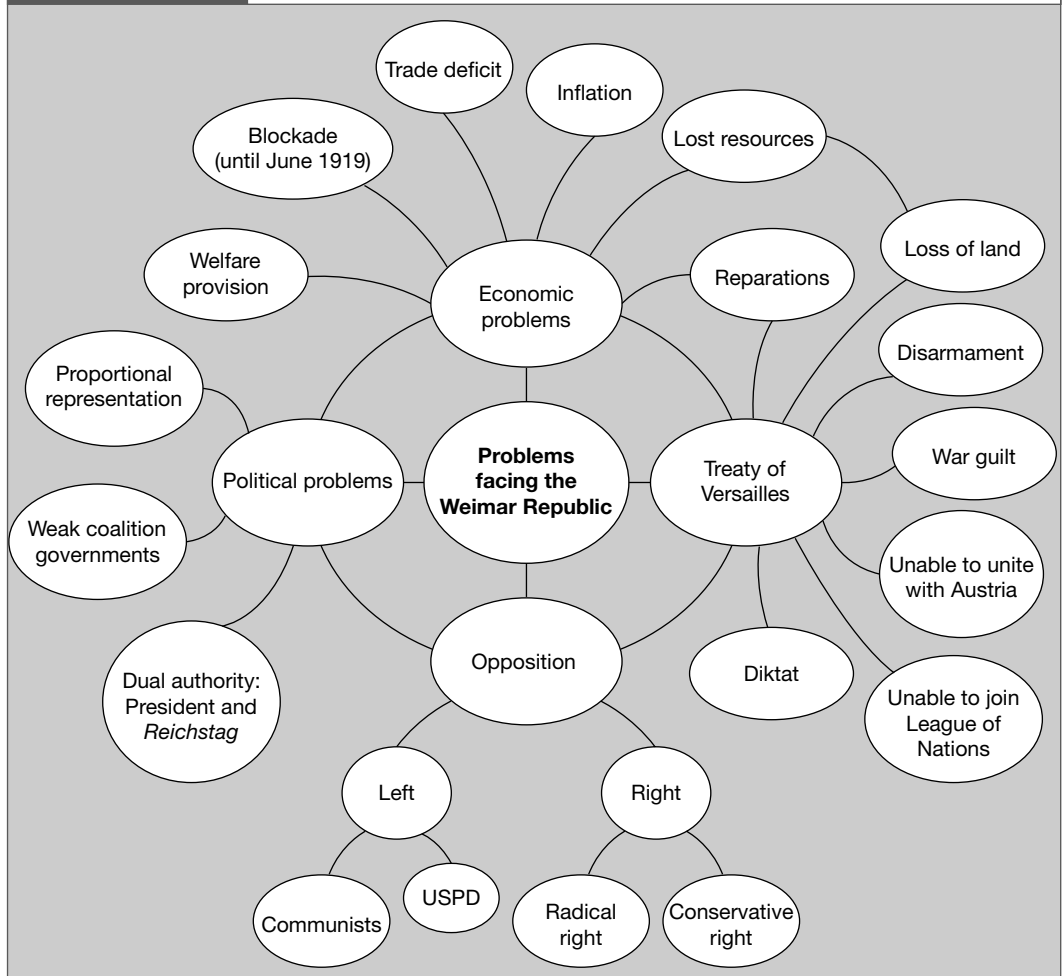 Trade deficit
Inflation
Blockade
(until June 1919)
Lost resources
Welfare
provision
Economic
problems
Reparations
Loss of land
Disarmament
Proportional
representation
Political problems
Problems
facing the
Weimar Republic
Treaty of
Versailles
War guilt
Weak coalition
governments
Unable to unite
with Austria
Opposition
Diktat
Dual authority:
President and
Reichstag
Unable to join
League of
Nations
Left
Right
Communists
USPD
Radical
right
Conservative
right